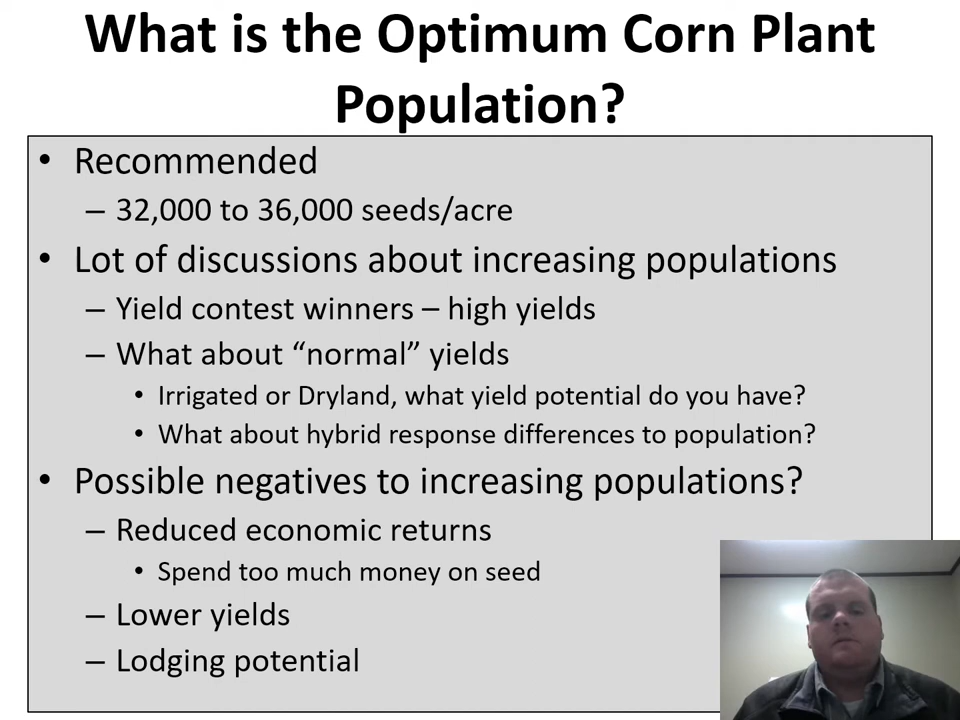 What is the Optimum Corn Plant
Population?
• Recommended
– 32,000 to 36,000 seeds/acre
• Lot of discussions about increasing populations
– Yield contest winners – high yields
– What about “normal” yields
• Irrigated or Dryland, what yield potential do you have?
• What about hybrid response differences to population?
• Possible negatives to increasing populations?
– Reduced economic returns
• Spend too much money on seed
– Lower yields
– Lodging potential